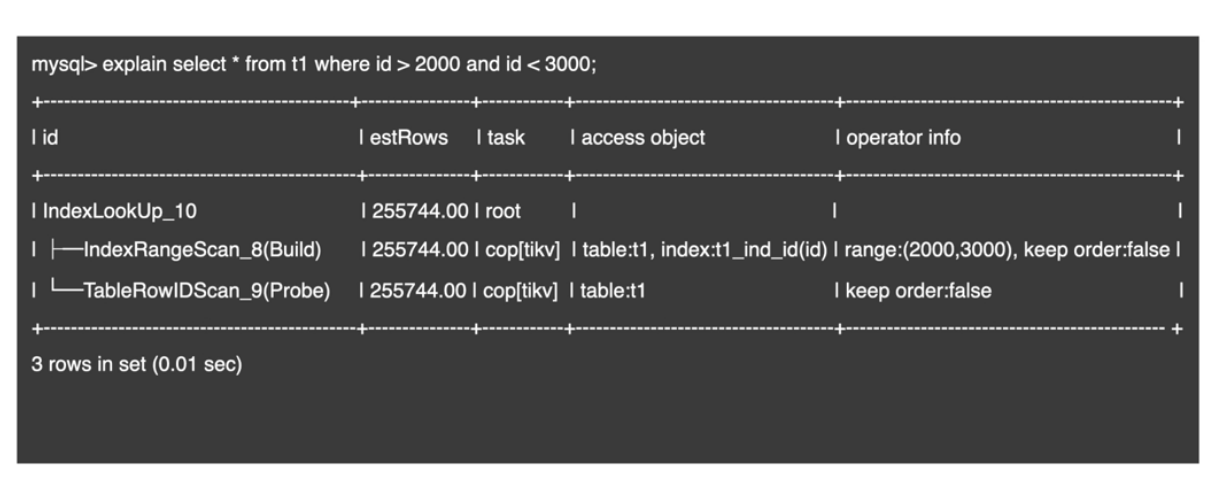 mysql> explain select * from t1 where id > 2000 and id < 3000;
+---------------------------------------------+----------------+------------+---------------------------------------+-------------------------------------------------+
| id | estRows | task | access object | operator info |
+---------------------------------------------+----------------+------------+---------------------------------------+-------------------------------------------------+
| IndexLookUp_10 | 255744.00 | root | | |
| ├──IndexRangeScan_8(Build) | 255744.00 | cop[tikv] | table:t1, index:t1_ind_id(id) | range:(2000,3000), keep order:false |
| └──TableRowIDScan_9(Probe) | 255744.00 | cop[tikv] | table:t1 | keep order:false |
+---------------------------------------------+----------------+------------+---------------------------------------+------------------------------------------------ +
3 rows in set (0.01 sec)